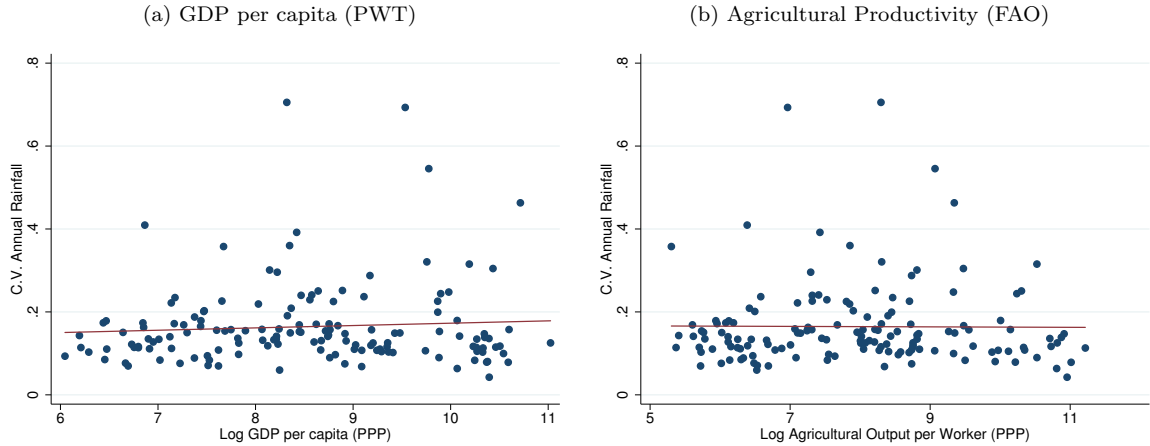 (a) GDP per capita (PWT)
C.V. Annual Rainfall
.8
.6
.4
.2
0
6 7 8 9 10 11
Log GDP per capita (PPP)
(b) Agricultural Productivity (FAO)
C.V. Annual Rainfall
.8
.6
.4
.2
0
5 7 9 11
Log Agricultural Output per Worker (PPP)